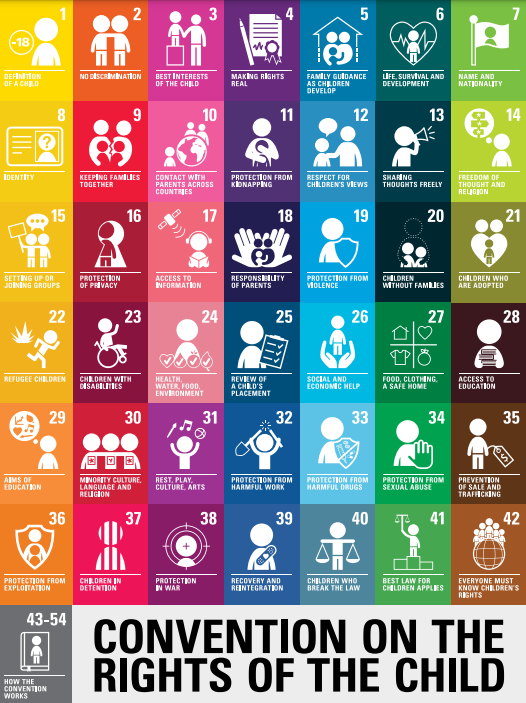 1
-18
DEFINITION
OF A CHILD
2
NO DISCRIMINATION
3
BEST INTERESTS
OF THE CHILD
4
MAKING RIGHTS
REAL
5
FAMILY GUIDANCE
AS CHILDREN
DEVELOP
6
LIFE, SURVIVAL AND
DEVELOPMENT
7
NAME AND
NATIONALITY
8
?
IDENTITY
9
KEEPING FAMILIES
TOGETHER
10
CONTACT WITH
PARENTS ACROSS
COUNTRIES
11
PROTECTION FROM
KIDNAPPING
12
RESPECT FOR
CHILDREN'S VIEWS
13
SHARING
THOUGHTS FREELY
14
FREEDOM OF
THOUGHT AND
RELIGION
15
SETTING UP OR
JOINING GROUPS
16
PROTECTION
OF PRIVACY
17
ACCESS TO
INFORMATION
18
RESPONSIBILITY
OF PARENTS
19
PROTECTION FROM
VIOLENCE
20
CHILDREN
WITHOUT FAMILIES
21
CHILDREN WHO
ARE ADOPTED
22
REFUGEE CHILDREN
23
CHILDREN WITH
DISABILITIES
24
HEALTH,
WATER, FOOD,
ENVIRONMENT
25
REVIEW OF
A CHILD'S
PLACEMENT
26
SOCIAL AND
ECONOMIC HELP
27
FOOD, CLOTHING,
A SAFE HOME
28
ACCESS TO
EDUCATION
29
AIMS OF
EDUCATION
30
MINORITY CULTURE,
LANGUAGE AND
RELIGION
31
REST, PLAY,
CULTURE, ARTS
32
PROTECTION FROM
HARMFUL WORK
33
PROTECTION FROM
HARMFUL DRUGS
34
PROTECTION FROM
SEXUAL ABUSE
35
$
PREVENTION
OF SALE AND
TRAFFICKING
36
PROTECTION FROM
EXPLOITATION
37
CHILDREN IN
DETENTION
38
PROTECTION
IN WAR
39
RECOVERY AND
REINTEGRATION
40
CHILDREN WHO
BREAK THE LAW
41
BEST LAW FOR
CHILDREN APPLIES
42
EVERYONE MUST
KNOW CHILDREN'S
RIGHTS
43-54
HOW THE
CONVENTION
WORKS
CONVENTION ON THE
RIGHTS OF THE CHILD